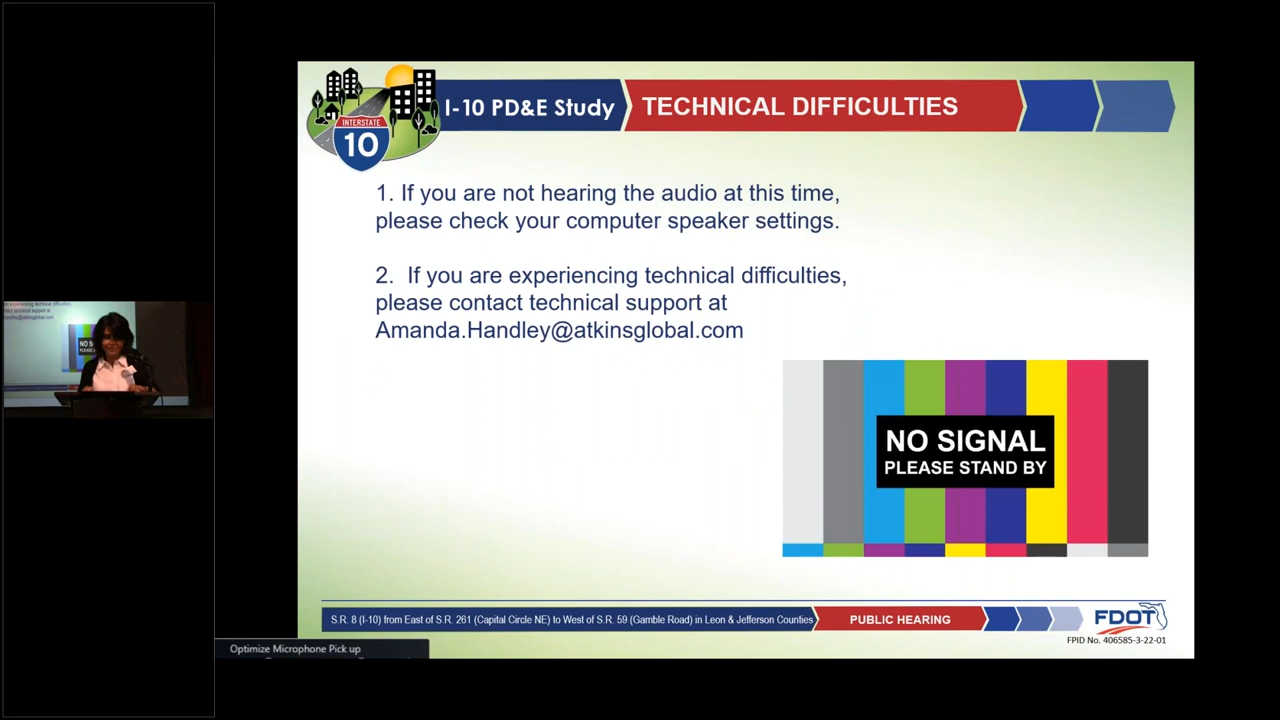 I-10 PD&E Study
TECHNICAL DIFFICULTIES
INTERSTATE
10
1. If you are not hearing the audio at this time,
please check your computer speaker settings.
2.  If you are experiencing technical difficulties,
please contact technical support at
Amanda.Handley@atkinsglobal.com
NO SIGNAL
PLEASE STAND BY
S.R. 8 (I-10) from East of S.R. 261 (Capital Circle NE) to West of S.R. 59 (Gamble Road) in Leon & Jefferson Counties
PUBLIC HEARING
FDOT
FPID No. 406585-3-22-01
Optimize Microphone Pick up